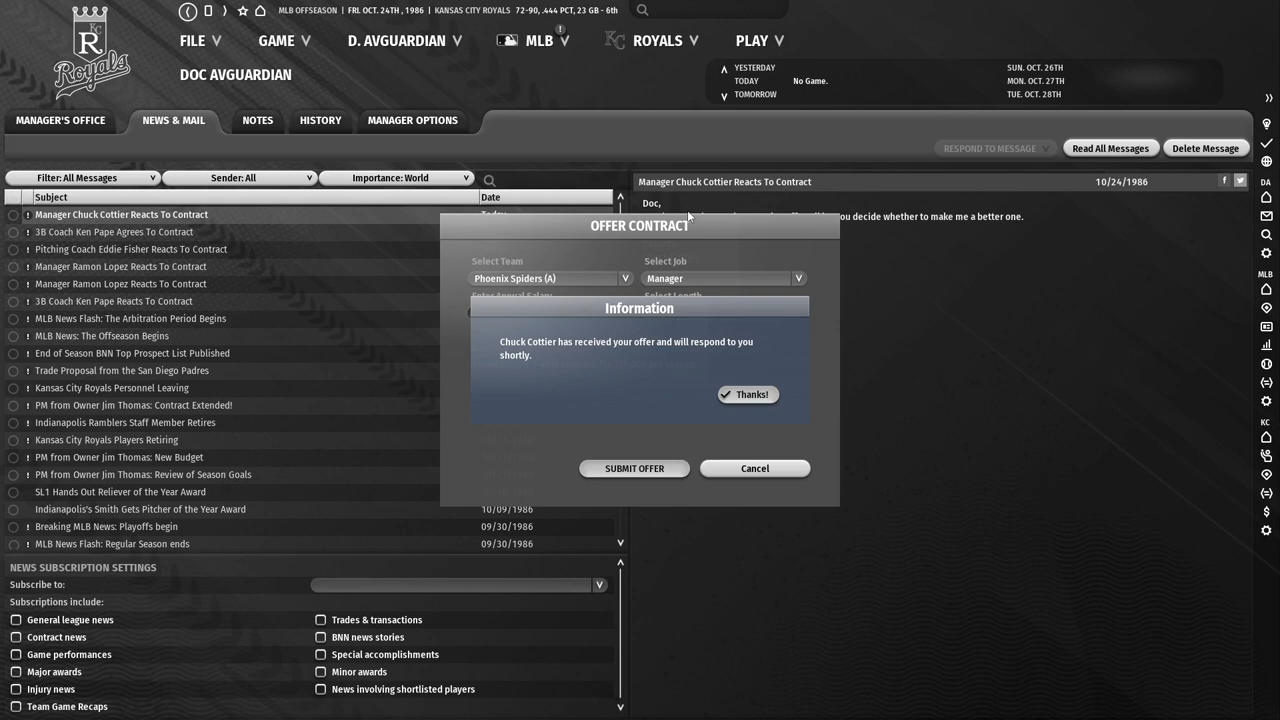 MLB OFFSEASON | FRI. OCT. 24TH , 1986 | KANSAS CITY ROYALS 72-90, .444 PCT, 23 GB - 6th
FILE GAME D. AVGUARDIAN MLB ROYALS PLAY
KC
R
Royals
DOC AVGUARDIAN
YESTERDAY
TODAY No Game.
TOMORROW
SUN. OCT. 26TH
MON. OCT. 27TH
TUE. OCT. 28TH
MANAGER'S OFFICE NEWS & MAIL NOTES HISTORY MANAGER OPTIONS
RESPOND TO MESSAGE Read All Messages Delete Message
Filter: All Messages Sender: All Importance: World
Subject Date
Manager Chuck Cottier Reacts To Contract Today
3B Coach Ken Pape Agrees To Contract
Pitching Coach Eddie Fisher Reacts To Contract
Manager Ramon Lopez Reacts To Contract
Manager Ramon Lopez Reacts To Contract
3B Coach Ken Pape Reacts To Contract
MLB News Flash: The Arbitration Period Begins
MLB News: The Offseason Begins
End of Season BNN Top Prospect List Published
Trade Proposal from the San Diego Padres
Kansas City Royals Personnel Leaving
PM from Owner Jim Thomas: Contract Extended!
Indianapolis Ramblers Staff Member Retires
Kansas City Royals Players Retiring
PM from Owner Jim Thomas: New Budget
PM from Owner Jim Thomas: Review of Season Goals
SL1 Hands Out Reliever of the Year Award
Indianapolis's Smith Gets Pitcher of the Year Award 10/09/1986
Breaking MLB News: Playoffs begin 09/30/1986
MLB News Flash: Regular Season ends 09/30/1986
Manager Chuck Cottier Reacts To Contract 10/24/1986
Doc,
you decide whether to make me a better one.
OFFER CONTRACT
Select Team Select Job
Phoenix Spiders (A) Manager
Enter Annual Salary Select Length
Information
Chuck Cottier has received your offer and will respond to you
shortly.
Thanks!
SUBMIT OFFER Cancel
NEWS SUBSCRIPTION SETTINGS
Subscribe to:
Subscriptions include:
General league news Trades & transactions
Contract news BNN news stories
Game performances Special accomplishments
Major awards Minor awards
Injury news News involving shortlisted players
Team Game Recaps
DA
MLB
KC